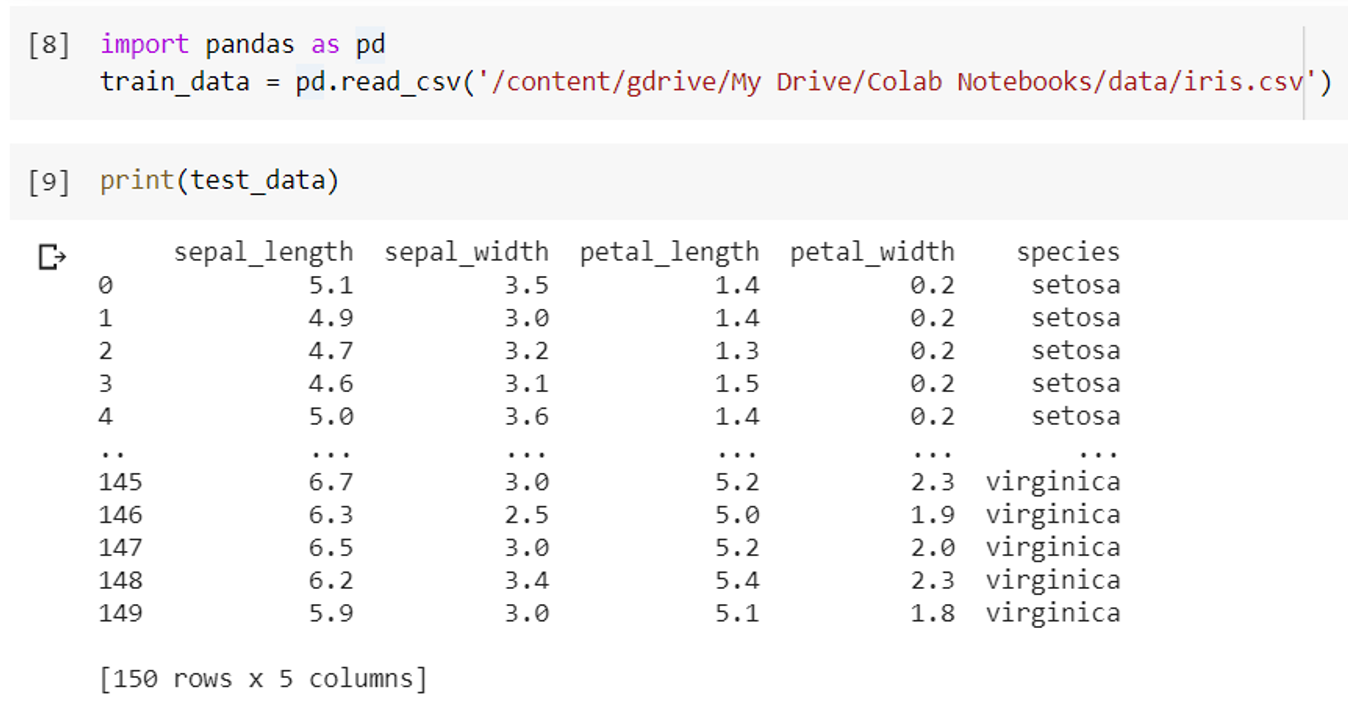 [8] import pandas as pd
train_data = pd.read_csv('/content/gdrive/My Drive/Colab Notebooks/data/iris.csv')
[9] print(test_data)
sepal_length sepal_width petal_length petal_width species
0 5.1 3.5 1.4 0.2 setosa
1 4.9 3.0 1.4 0.2 setosa
2 4.7 3.2 1.3 0.2 setosa
3 4.6 3.1 1.5 0.2 setosa
4 5.0 3.6 1.4 0.2 setosa
.. ... ... ... ... ...
145 6.7 3.0 5.2 2.3 virginica
146 6.3 2.5 5.0 1.9 virginica
147 6.5 3.0 5.2 2.0 virginica
148 6.2 3.4 5.4 2.3 virginica
149 5.9 3.0 5.1 1.8 virginica
[150 rows x 5 columns]